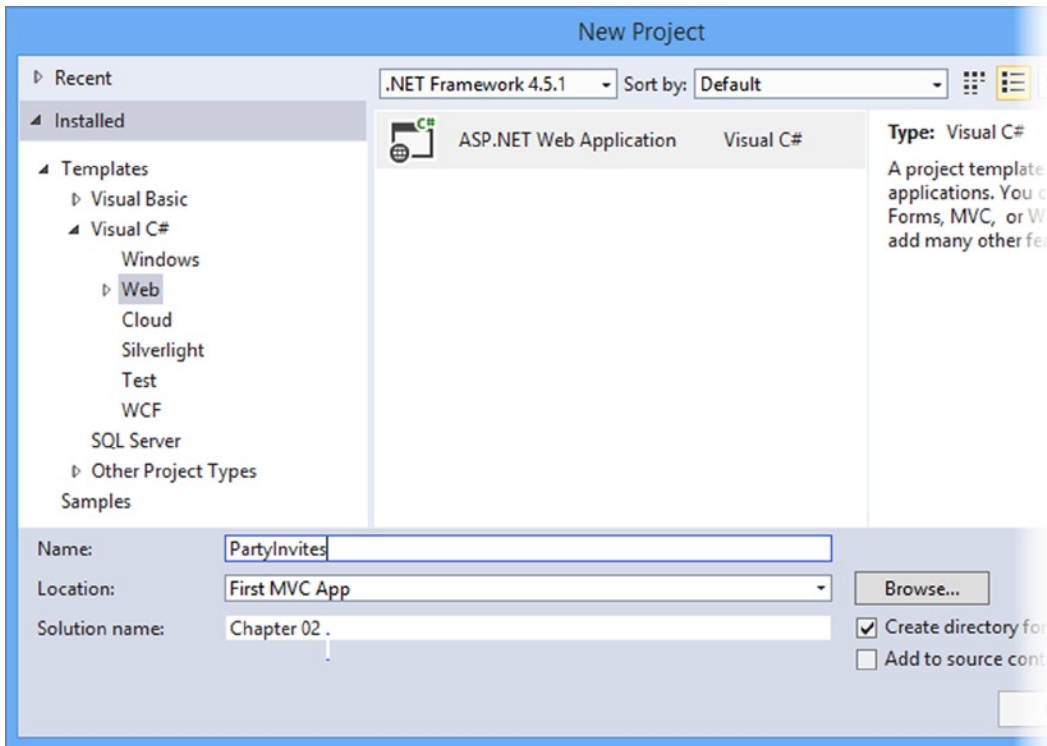 New Project
Recent
Installed
Templates
Visual Basic
Visual C#
Windows
Web
Cloud
Silverlight
Test
WCF
SQL Server
Other Project Types
Samples
.NET Framework 4.5.1 Sort by: Default
C#
ASP.NET Web Application Visual C#
Type: Visual C#
A project template
applications. You
Forms, MVC, or
add many other
Name: PartyInvites
Location: First MVC App
Browse...
Solution name: Chapter 02
Create directory for
Add to source